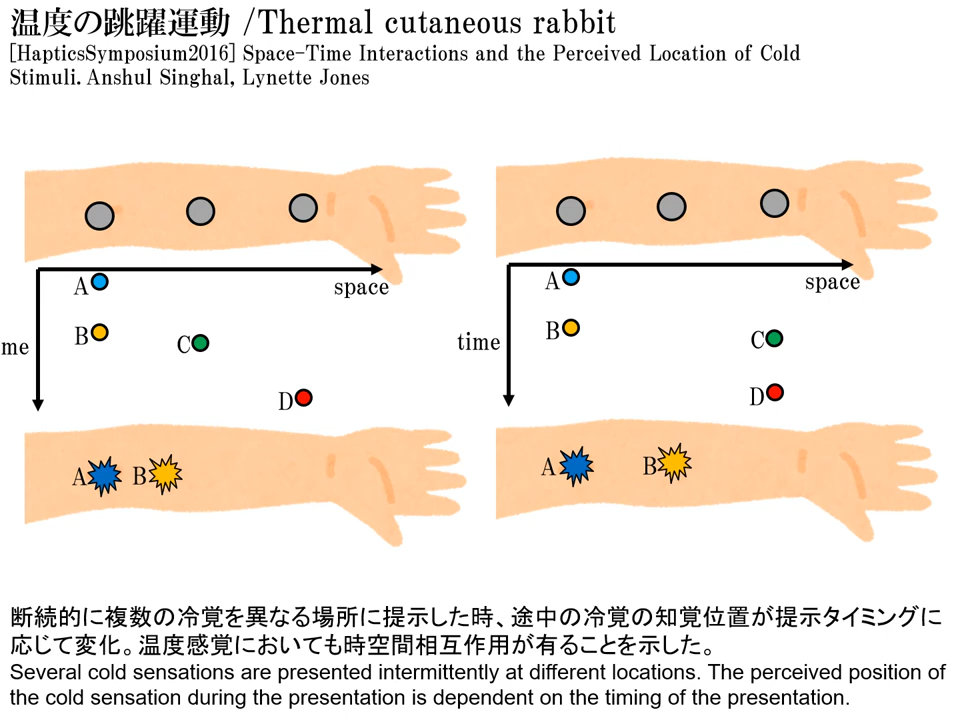 温度の跳躍運動 /Thermal cutaneous rabbit
[HapticsSymposium2016] Space-Time Interactions and the Perceived Location of Cold
Stimuli. Anshul Singhal, Lynette Jones
A
space
B
C
me
D
A
space
B
C
time
D
A
B
A
B
断続的に複数の冷覚を異なる場所に提示した時、途中の冷覚の知覚位置が提示タイミングに
応じて変化。温度感覚においても時空間相互作用が有ることを示した。
Several cold sensations are presented intermittently at different locations. The perceived position of
the cold sensation during the presentation is dependent on the timing of the presentation.